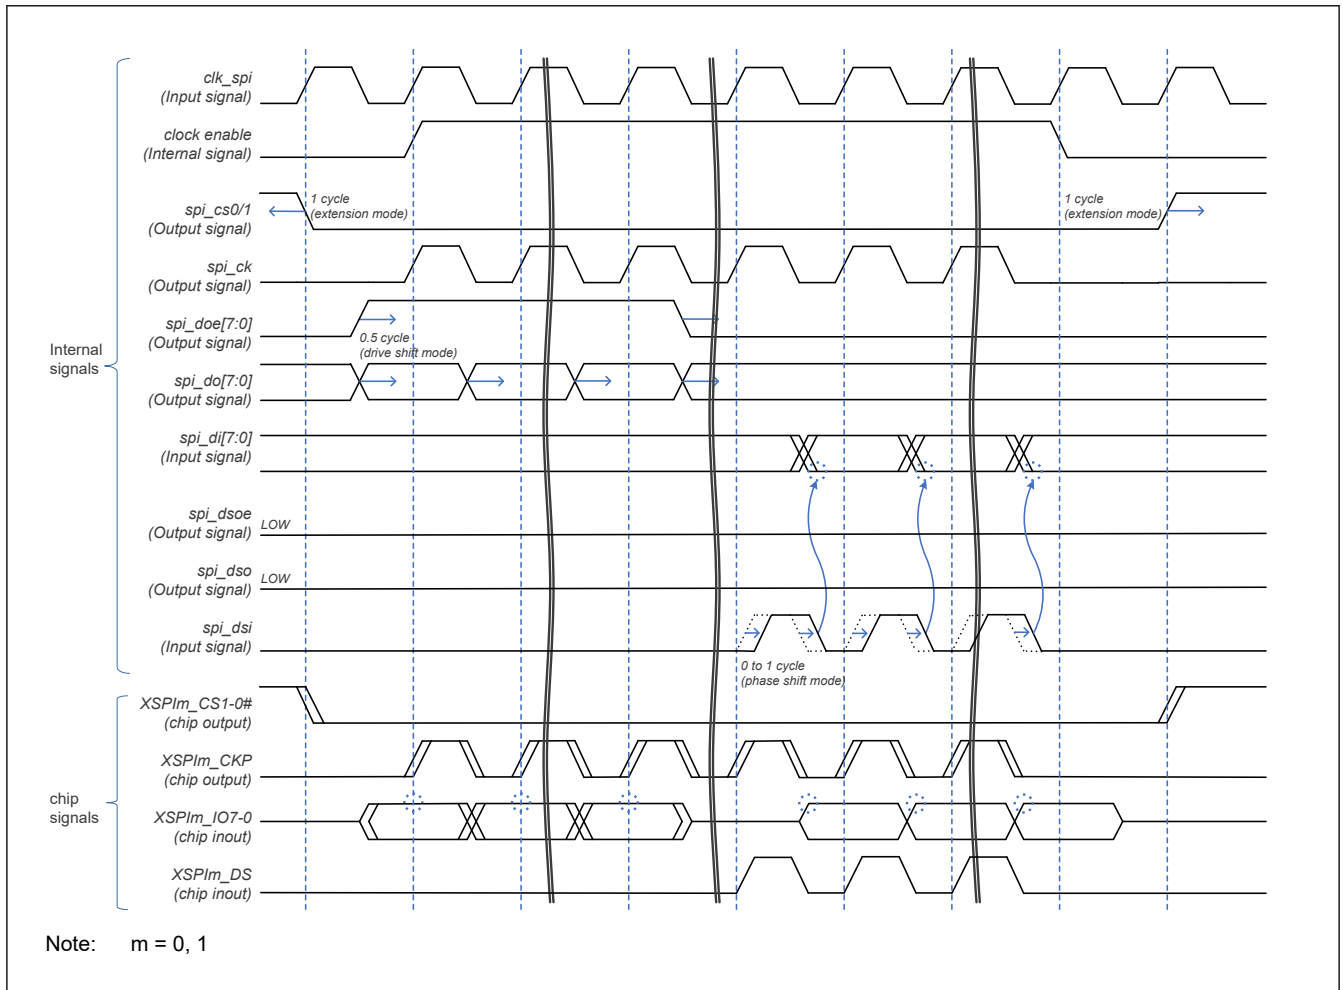 clk_spi
(Input signal)
clock enable
(Internal signal)
1 cycle
(extension mode)
1 cycle
(extension mode)
spi_cs0/1
(Output signal)
spi_ck
(Output signal)
spi_doe[7:0]
(Output signal)
0.5 cycle
(drive shift mode)
Internal
signals
spi_do[7:0]
(Output signal)
spi_di[7:0]
(Input signal)
spi_dsoe
(Output signal)
LOW
spi_dso
(Output signal)
LOW
spi_dsi
(Input signal)
0 to 1 cycle
(phase shift mode)
XSPIm_CS1-0#
(chip output)
XSPIm_CKP
(chip output)
chip
signals
XSPIm_IO7-0
(chip inout)
XSPIm_DS
(chip inout)
Note: m = 0, 1